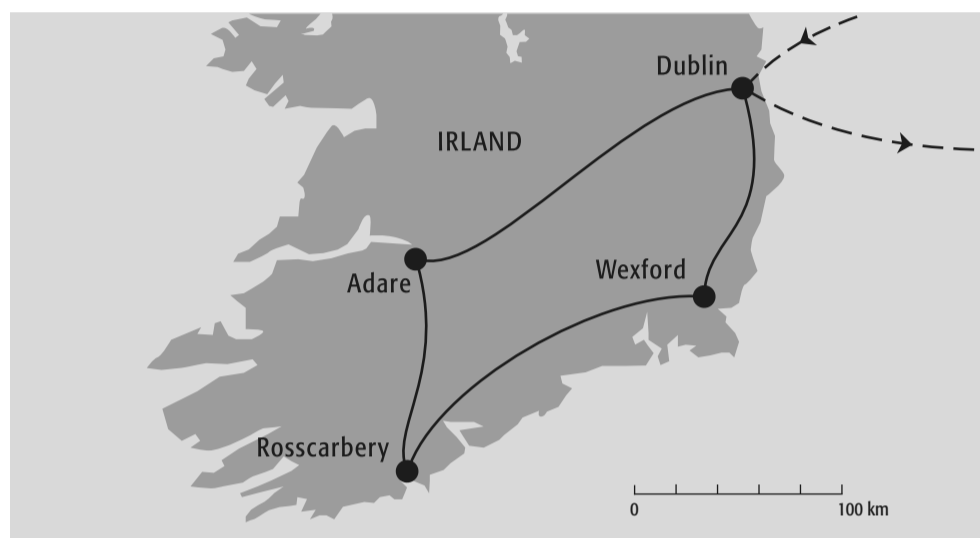 Dublin
IRLAND
Wexford
Adare
Rosscarbery
0 100 km